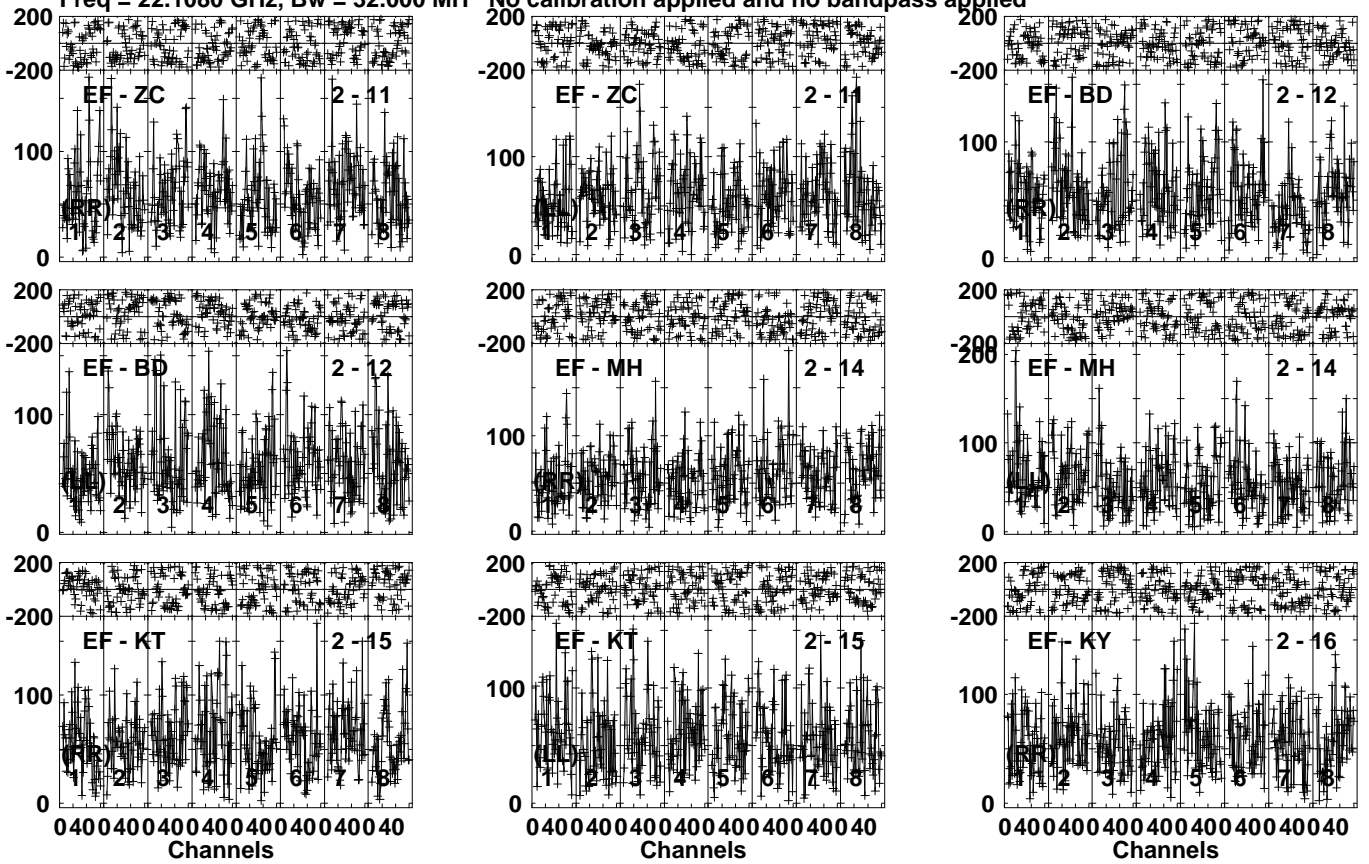 Freq = 22.1080 GHz, Bw = 32.000 MH No calibration applied and no bandpass applied
200 200 200
-200 -200 -200
EF - ZC 2 - 11 EF - ZC 2 - 11 EF - BD 2 - 12
100 100 100
(RR) (LL) (RR)
1 2 3 4 5 6 7 8 1 2 3 4 5 6 7 8 1 2 3 4 5 6 7 8
0 0 0
200 200 200
-200 -200 -200
200
EF - BD 2 - 12 EF - MH 2 - 14 EF - MH 2 - 14
100 100 100
(LL) (RR) (LL)
1 2 3 4 5 6 7 8 1 2 3 4 5 6 7 8 1 2 3 4 5 6 7 8
0 0 0
200 200 200
-200 -200 -200
EF - KT 2 - 15 EF - KT 2 - 15 EF - KY 2 - 16
100 100 100
(RR) (LL) (RR)
1 2 3 4 5 6 7 8 1 2 3 4 5 6 7 8 1 2 3 4 5 6 7 8
0 0 0
0 40 0 40 0 40 0 40 0 40 0 40 0 40 0 40 0 40 0 40 0 40 0 40 0 40 0 40 0 40 0 40 0 40 0 40 0 40 0 40 0 40 0 40 0 40 0 40
Channels Channels Channels